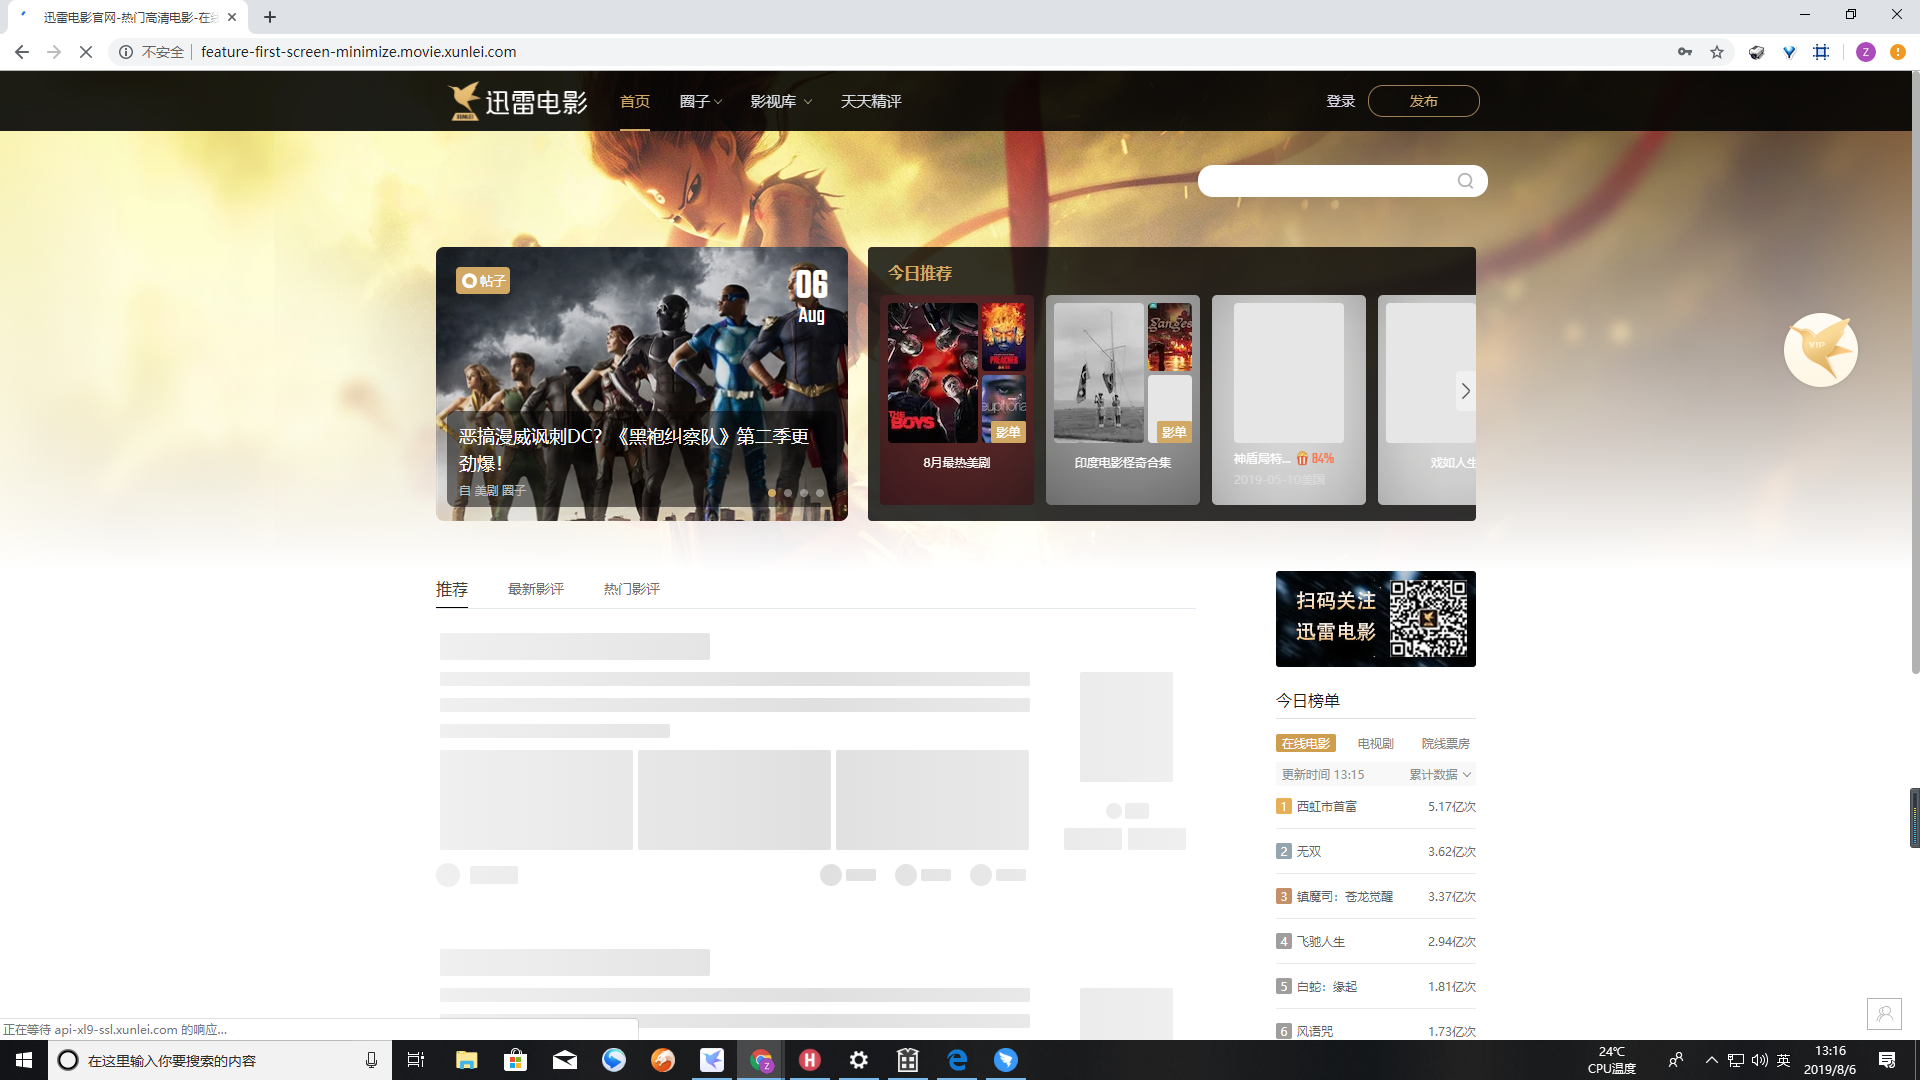 迅雷电影官网-热门高清电影-在线
不安全
feature-first-screen-minimize.movie.xunlei.com
Z
XUNLEI
迅雷电影
首页
圈子
影视库
天天精评
登录
发布
帖子
06
Aug
恶搞漫威讽刺DC？《黑袍纠察队》第二季更
劲爆！
自 美剧 圈子
今日推荐
THE BOYS
PREACHER
euphoria
影单
8月最热美剧
Ganges
影单
印度电影怪奇合集
神盾局特...
84%
2019-05-10美国
戏如人生
VIP
推荐
最新影评
热门影评
扫码关注
迅雷电影
今日榜单
在线电影
电视剧
院线票房
更新时间 13:15
累计数据
1 西虹市首富 5.17亿次
2 无双 3.62亿次
3 镇魔司：苍龙觉醒 3.37亿次
4 飞驰人生 2.94亿次
5 白蛇：缘起 1.81亿次
6 风语咒 1.73亿次
正在等待 api-xl9-ssl.xunlei.com 的响应...
在这里输入你要搜索的内容
Z
H
24℃
CPU温度
英
13:16
2019/8/6